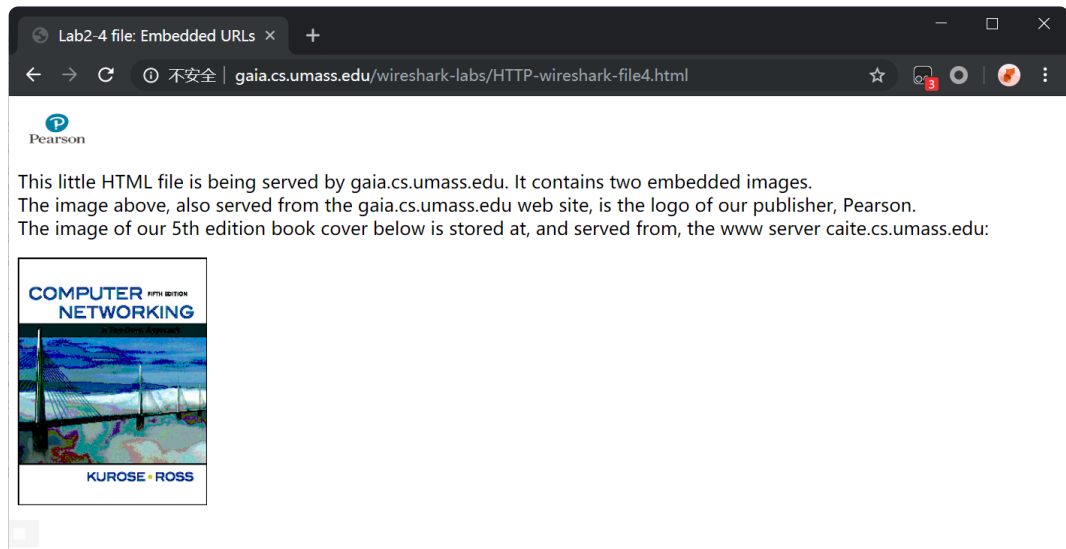 Lab2-4 file: Embedded URLs
不安全 gaia.cs.umass.edu/wireshark-labs/HTTP-wireshark-file4.html
3
P
Pearson
This little HTML file is being served by gaia.cs.umass.edu. It contains two embedded images.
The image above, also served from the gaia.cs.umass.edu web site, is the logo of our publisher, Pearson.
The image of our 5th edition book cover below is stored at, and served from, the www server caite.cs.umass.edu:
COMPUTER FIFTH EDITION
NETWORKING
A Top-Down Approach
KUROSE • ROSS